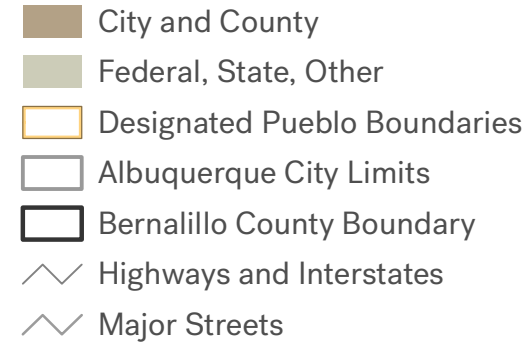 City and County
Federal, State, Other
Designated Pueblo Boundaries
Albuquerque City Limits
Bernalillo County Boundary
Highways and Interstates
Major Streets